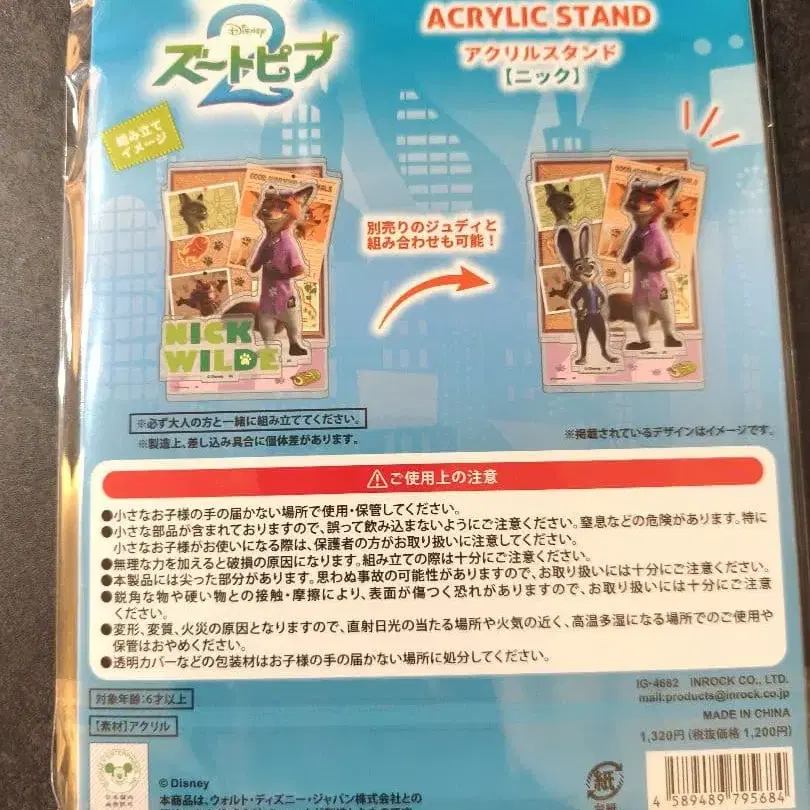 Disney
ズートピア
2
ACRYLIC STAND
アクリルスタンド
【ニック】
組み立て
イメージ
別売りのジュディと
組み合わせも可能！
NICK
WILDE
© Disney
© Disney
※必ず大人の方と一緒に組み立ててください。
※製造上、差し込み具合に個体差があります。
※掲載されているデザインはイメージです。
⚠ご使用上の注意
●小さなお子様の手の届かない場所で使用・保管してください。
●小さな部品が含まれておりますので、誤って飲み込まないようにご注意ください。窒息などの危険があります。特に
小さなお子様がお使いになる際は、保護者の方がお取り扱いに注意してください。
●無理な力を加えると破損の原因になります。組み立ての際は十分にご注意ください。
●本製品には尖った部分があります。思わぬ事故の可能性がありますので、お取り扱いには十分にご注意ください。
●鋭角な物や硬い物との接触・摩擦により、表面が傷つく恐れがありますので、お取り扱いには十分にご注意
ください。
●変形、変質、火災の原因となりますので、直射日光の当たる場所や火気の近く、高温多湿になる場所でのご使用や
保管はおやめください。
●透明カバーなどの包装材はお子様の手の届かない場所に処分してください。
IG-4662 INROCK CO., LTD.
mail:products@inrock.co.jp
対象年齢:6才以上
MADE IN CHINA
【素材】アクリル
1,320円（税抜価格 1,200円）
© Disney
本商品は、ウォルト・ディズニー・ジャパン株式会社との
紙
台紙
4 589489 795684